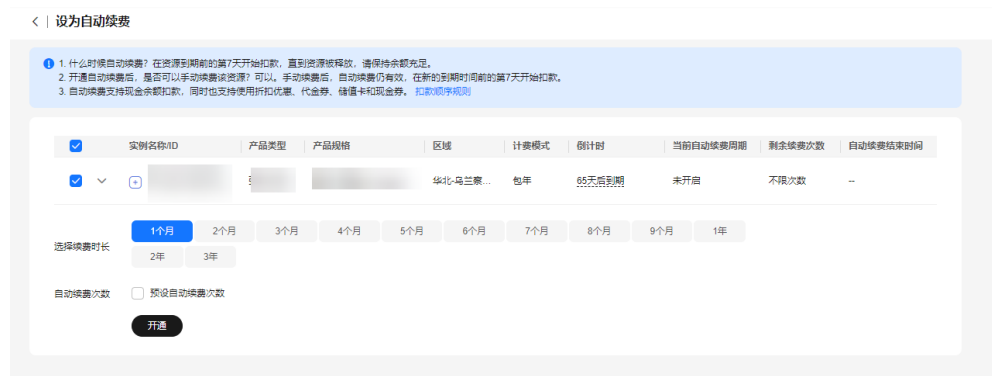 设为自动续费
1. 什么时候自动续费？在资源到期前的第7天开始扣款，直到资源被释放，请保持余额充足。
2. 开通自动续费后，是否可以手动续费该资源？可以。手动续费后，自动续费仍有效，在新的到期时间前的第7天开始扣款。
3. 自动续费支持现金余额扣款，同时也支持使用折扣优惠、代金券、储值卡和现金券。 扣款顺序规则
实例名称/ID 产品类型 产品规格 区域 计费模式 倒计时 当前自动续费周期 剩余续费次数 自动续费结束时间
华北-乌兰察... 包年 65天后到期 未开启 不限次数 --
选择续费时长 1个月 2个月 3个月 4个月 5个月 6个月 7个月 8个月 9个月 1年
2年 3年
自动续费次数 预设自动续费次数
开通